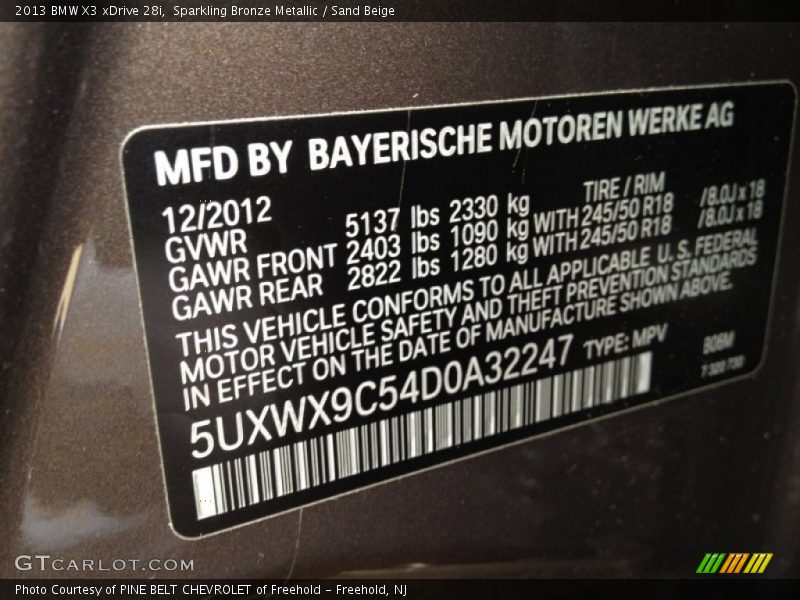 2013 BMW X3 xDrive 28i, Sparkling Bronze Metallic / Sand Beige
MFD BY BAYERISCHE MOTOREN WERKE AG
12/2012 TIRE / RIM
GVWR 5137 lbs 2330 kg
GAWR FRONT 2403 lbs 1090 kg WITH 245/50 R18 /8.0J x 18
GAWR REAR 2822 lbs 1280 kg WITH 245/50 R18 /8.0J x 18
THIS VEHICLE CONFORMS TO ALL APPLICABLE U. S. FEDERAL
MOTOR VEHICLE SAFETY AND THEFT PREVENTION STANDARDS
IN EFFECT ON THE DATE OF MANUFACTURE SHOWN ABOVE.
5UXWX9C54D0A32247 TYPE: MPV
GTCARLOT.COM
Photo Courtesy of PINE BELT CHEVROLET of Freehold - Freehold, NJ